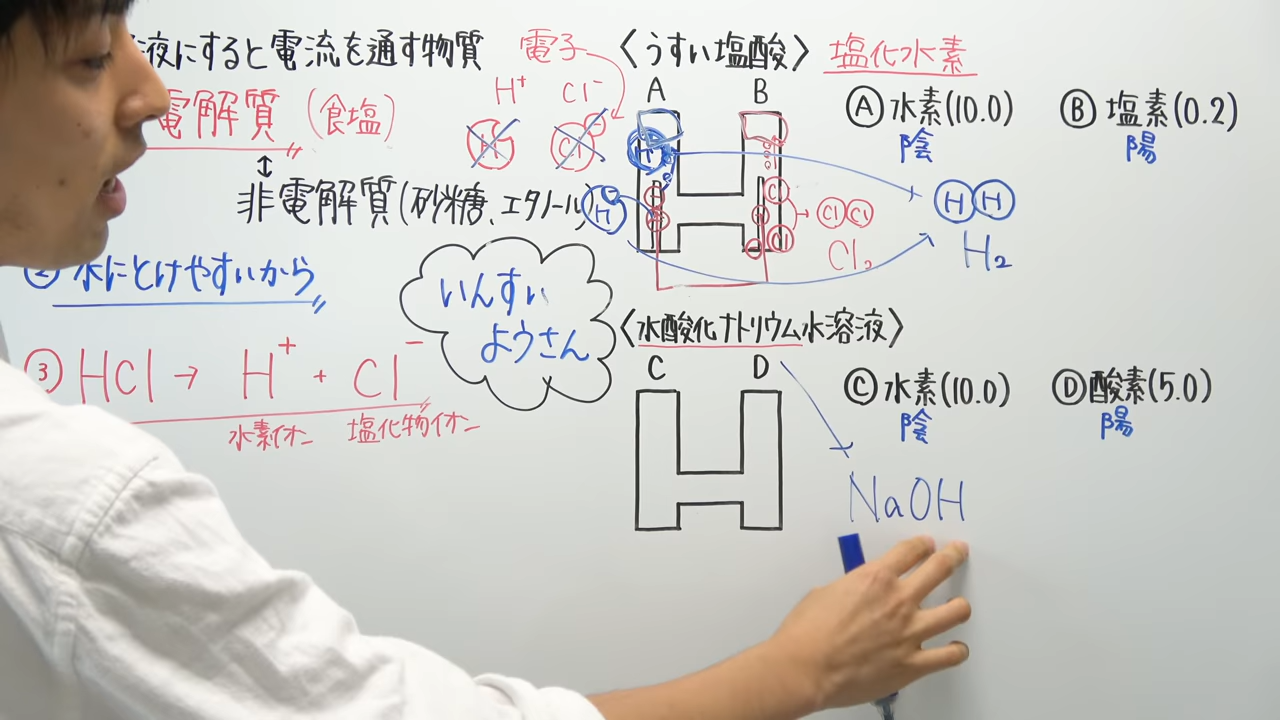 液にすると電流を通す物質
電解質(食塩)
↕
非電解質(砂糖、エタノール)
② 水にとけやすいから
③ HCl → H⁺ + Cl⁻
水素イオン 塩化物イオン
電子
H⁺ Cl⁻
H Cl
いんすい
ようさん
〈うすい塩酸〉 塩化水素
A B
Ⓐ水素(10.0) Ⓑ塩素(0.2)
陰 陽
H
Cl Cl
Cl₂
H H
H₂
〈水酸化ナトリウム水溶液〉
C D
Ⓒ水素(10.0) Ⓓ酸素(5.0)
陰 陽
NaOH